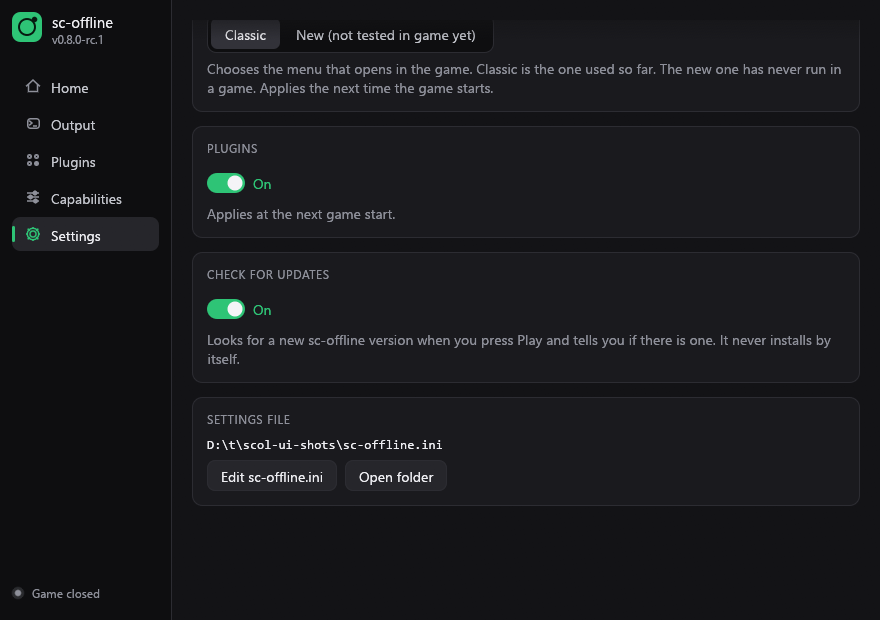 sc-offline
v0.8.0-rc.1
Home
Output
Plugins
Capabilities
Settings
Game closed
Classic
New (not tested in game yet)
Chooses the menu that opens in the game. Classic is the one used so far. The new one has never run in
a game. Applies the next time the game starts.
PLUGINS
On
Applies at the next game start.
CHECK FOR UPDATES
On
Looks for a new sc-offline version when you press Play and tells you if there is one. It never installs by
itself.
SETTINGS FILE
D:\t\scol-ui-shots\sc-offline.ini
Edit sc-offline.ini
Open folder